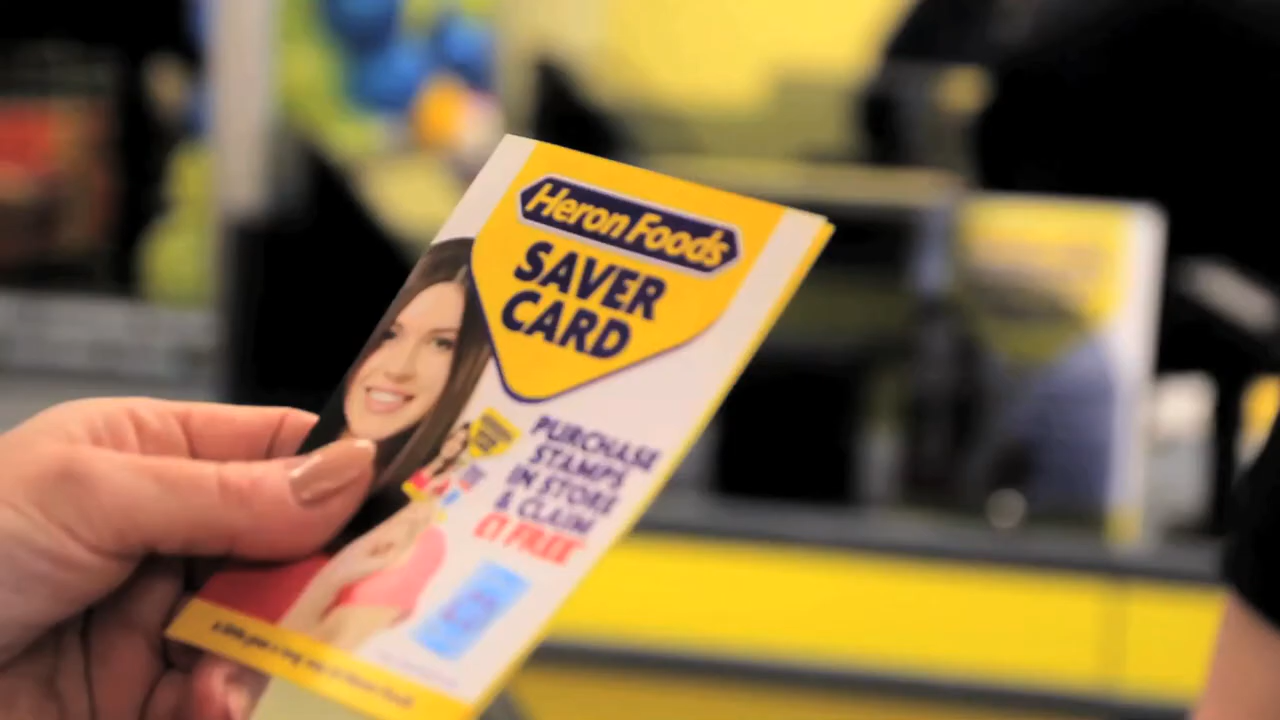 Heron Foods
SAVER
CARD
PURCHASE
STAMPS
IN STORE
& CLAIM
£1 FREE